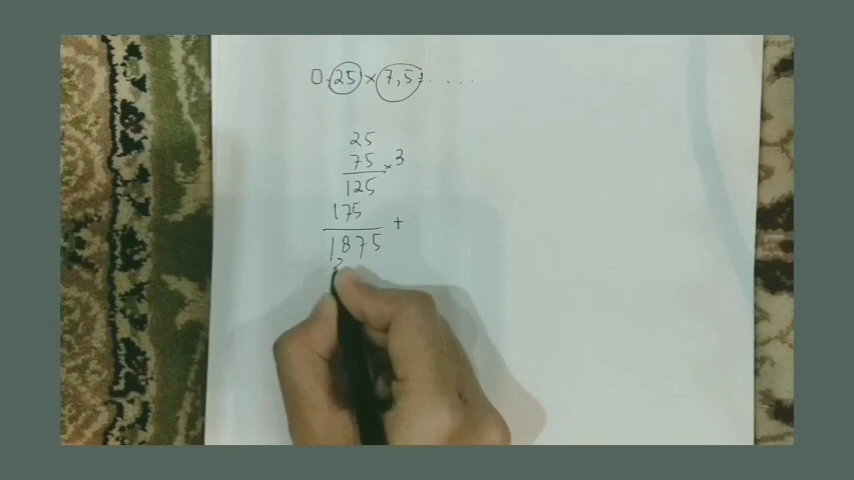 0,25 × 7,5 = ....
25
75 × 3
125
175 +
1875